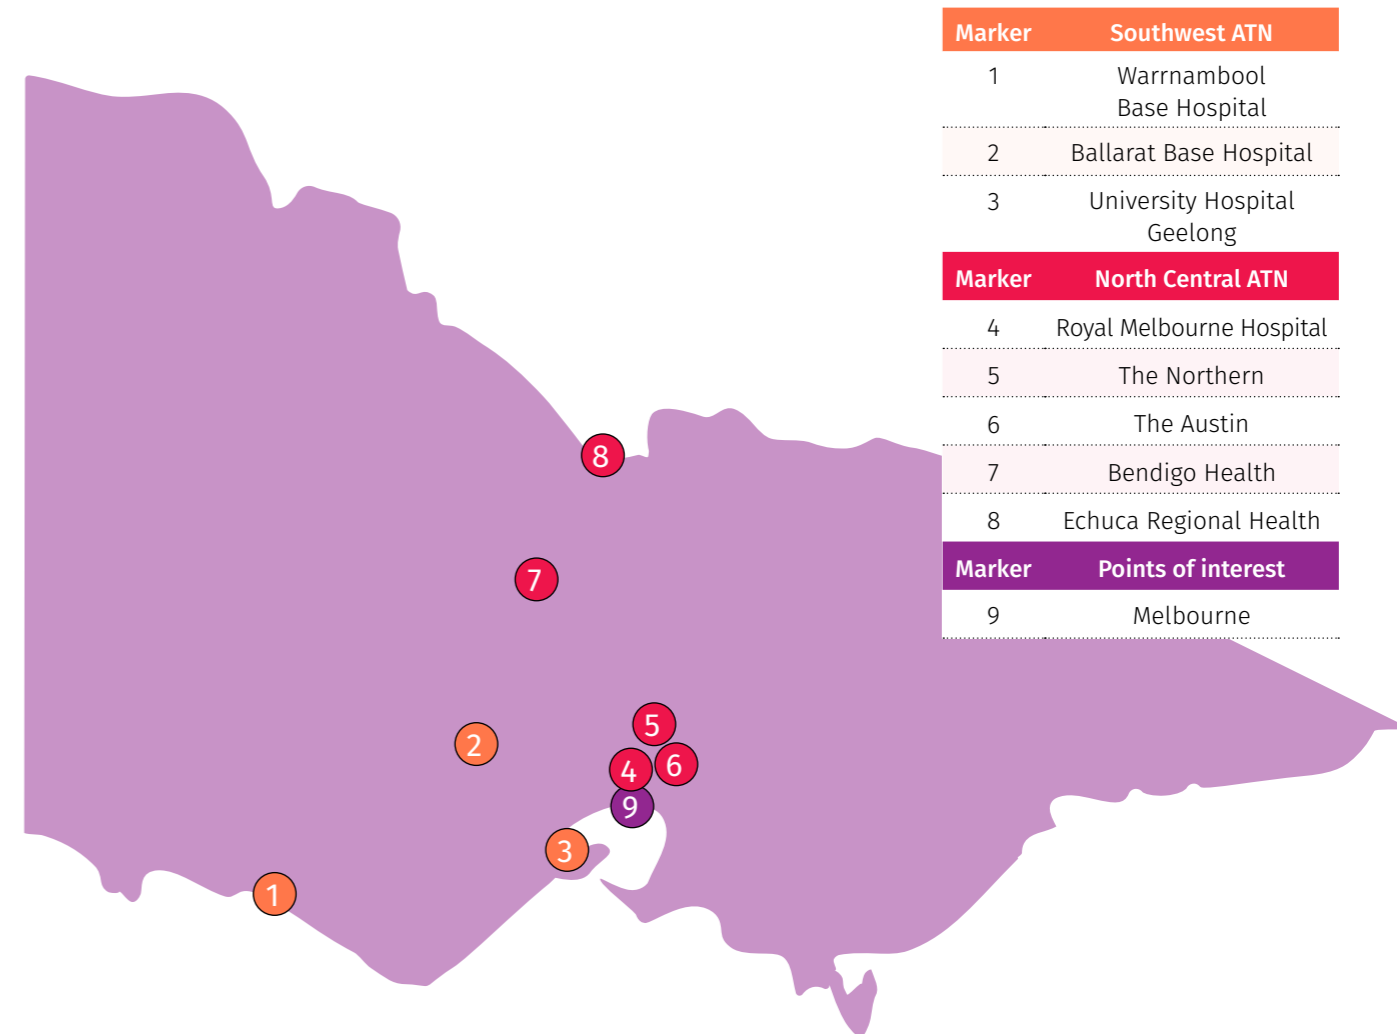 Marker Southwest ATN
1 Warrnambool
Base Hospital
2 Ballarat Base Hospital
3 University Hospital
Geelong
Marker North Central ATN
4 Royal Melbourne Hospital
5 The Northern
6 The Austin
7 Bendigo Health
8 Echuca Regional Health
Marker Points of interest
9 Melbourne
8
7
5
2
6
4
9
3
1